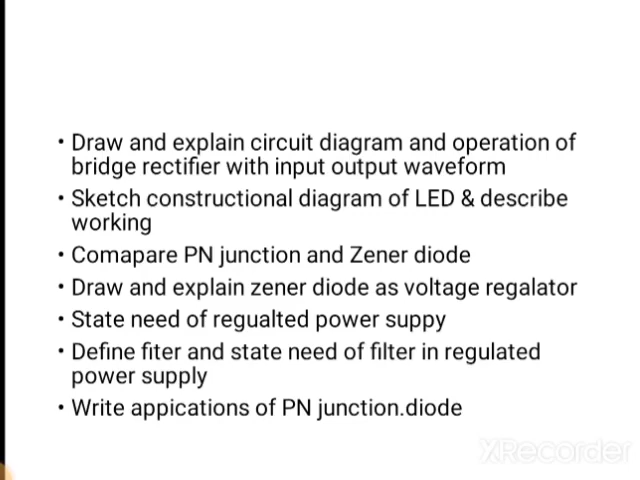 • Draw and explain circuit diagram and operation of
bridge rectifier with input output waveform
• Sketch constructional diagram of LED & describe
working
• Comapare PN junction and Zener diode
• Draw and explain zener diode as voltage regalator
• State need of regualted power suppy
• Define fiter and state need of filter in regulated
power supply
• Write appications of PN junction.diode
XRecorder